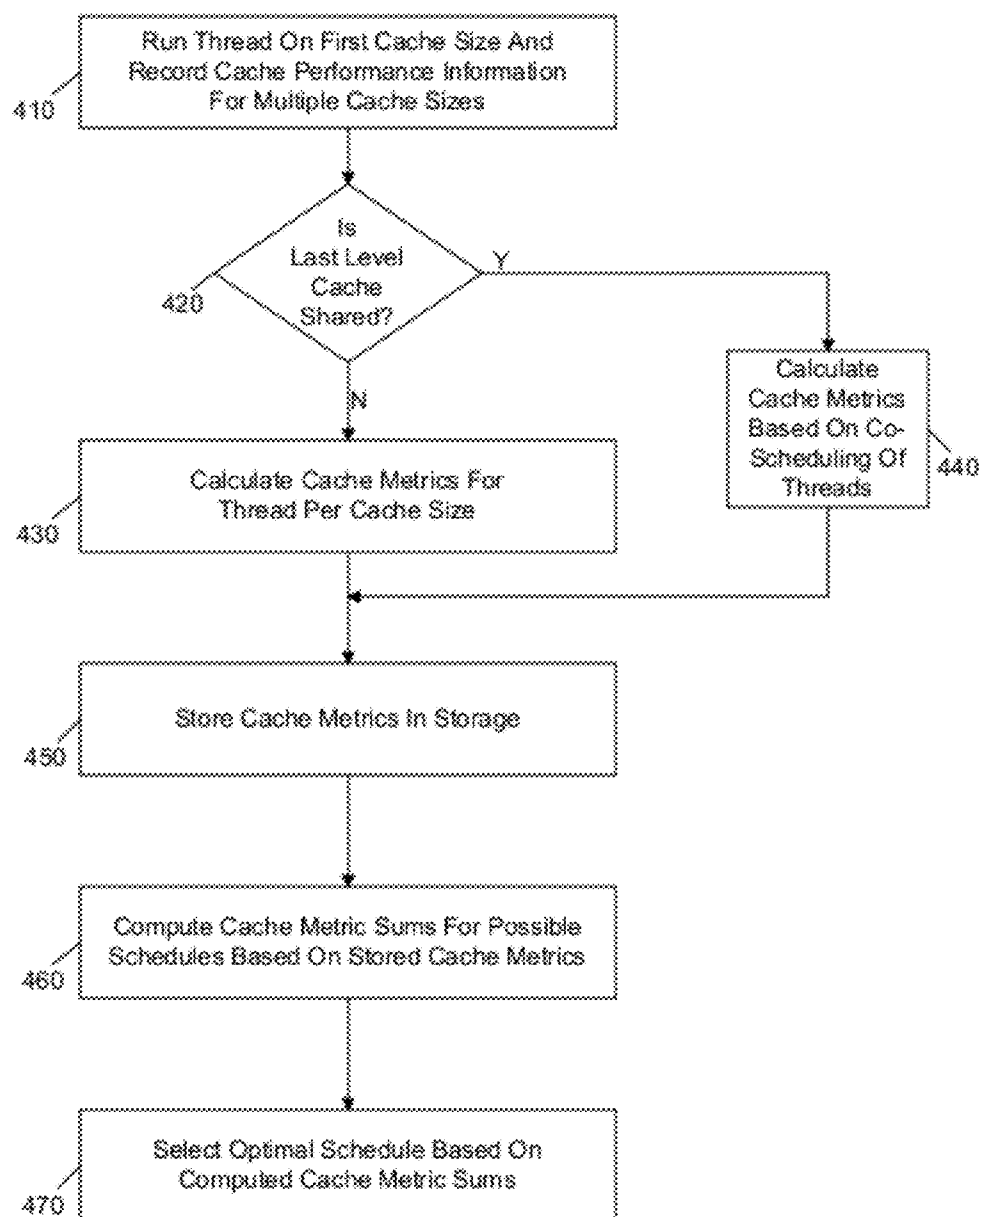 Run Thread On First Cache Size And
Record Cache Performance Information
For Multiple Cache Sizes
410
Is
Last Level
Cache
Shared?
420
Y
N
Calculate
Cache Metrics
Based On Co-
Scheduling Of
Threads
440
Calculate Cache Metrics For
Thread Per Cache Size
430
Store Cache Metrics In Storage
450
Compute Cache Metric Sums For Possible
Schedules Based On Stored Cache Metrics
460
Select Optimal Schedule Based On
Computed Cache Metric Sums
470